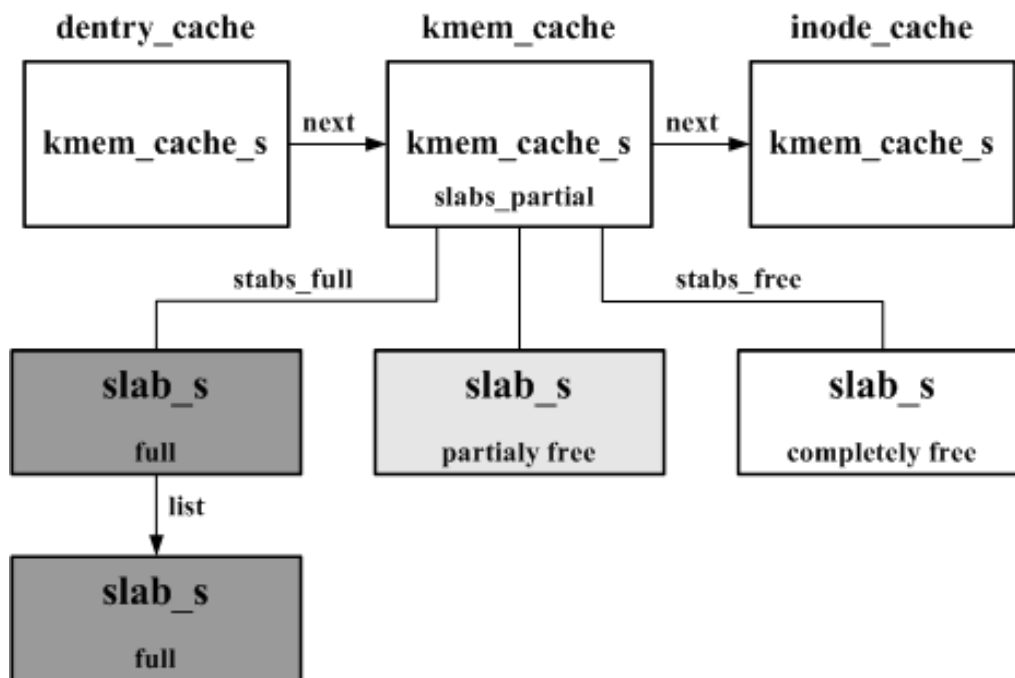 dentry_cache
kmem_cache
inode_cache
kmem_cache_s
next
kmem_cache_s
slabs_partial
next
kmem_cache_s
stabs_full
stabs_free
slab_s
full
slab_s
partialy free
slab_s
completely free
list
slab_s
full